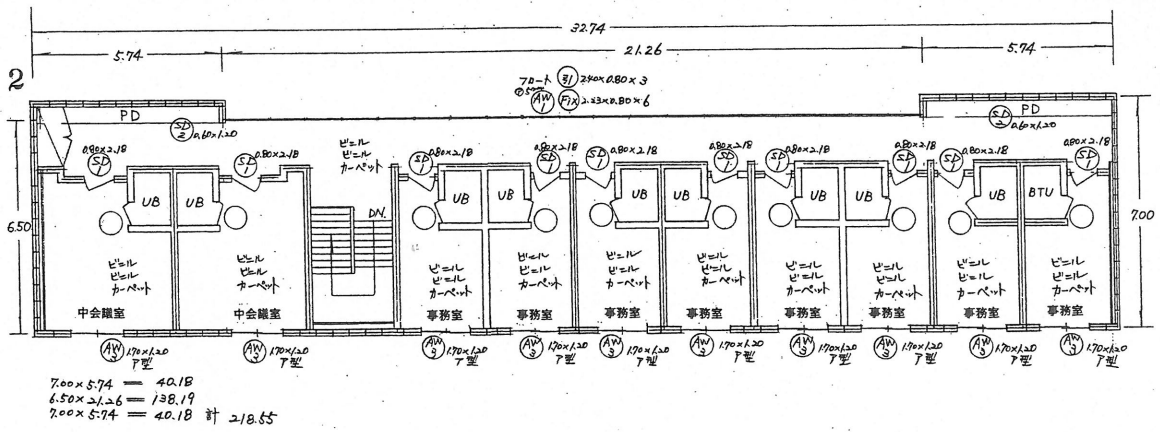 32.74
5.74 21.26 5.74
2
フロート 31 2.40×0.80×3
AW 1 Fix 2.23×0.80×6
PD PD
SD 2 0.60×1.20 SD 2 0.60×1.20
0.80×2.18 0.80×2.18 0.80×2.18 0.80×2.18 0.80×2.18 0.80×2.18 0.80×2.18 0.80×2.18 0.80×2.18 0.80×2.18
SD 1 SD 1 SD 1 SD 1 SD 1 SD 1 SD 1 SD 1 SD 1 SD 1
ビニル
ビニル
カーペット
UB UB UB UB UB UB UB UB UB BTU
DN.
6.50 7.00
ビニル ビニル ビニル ビニル ビニル ビニル ビニル ビニル ビニル ビニル
ビニル ビニル ビニル ビニル ビニル ビニル ビニル ビニル ビニル ビニル
カーペット カーペット カーペット カーペット カーペット カーペット カーペット カーペット カーペット カーペット
中会議室 中会議室 事務室 事務室 事務室 事務室 事務室 事務室 事務室 事務室
AW 3 1.70×1.20 AW 3 1.70×1.20 AW 3 1.70×1.20 AW 3 1.70×1.20 AW 3 1.70×1.20 AW 3 1.70×1.20 AW 3 1.70×1.20 AW 3 1.70×1.20 AW 3 1.70×1.20 AW 3 1.70×1.20
ア型 ア型 ア型 ア型 ア型 ア型 ア型 ア型 ア型 ア型
7.00×5.74 = 40.18
6.50×21.26 = 138.19
7.00×5.74 = 40.18 計 218.55